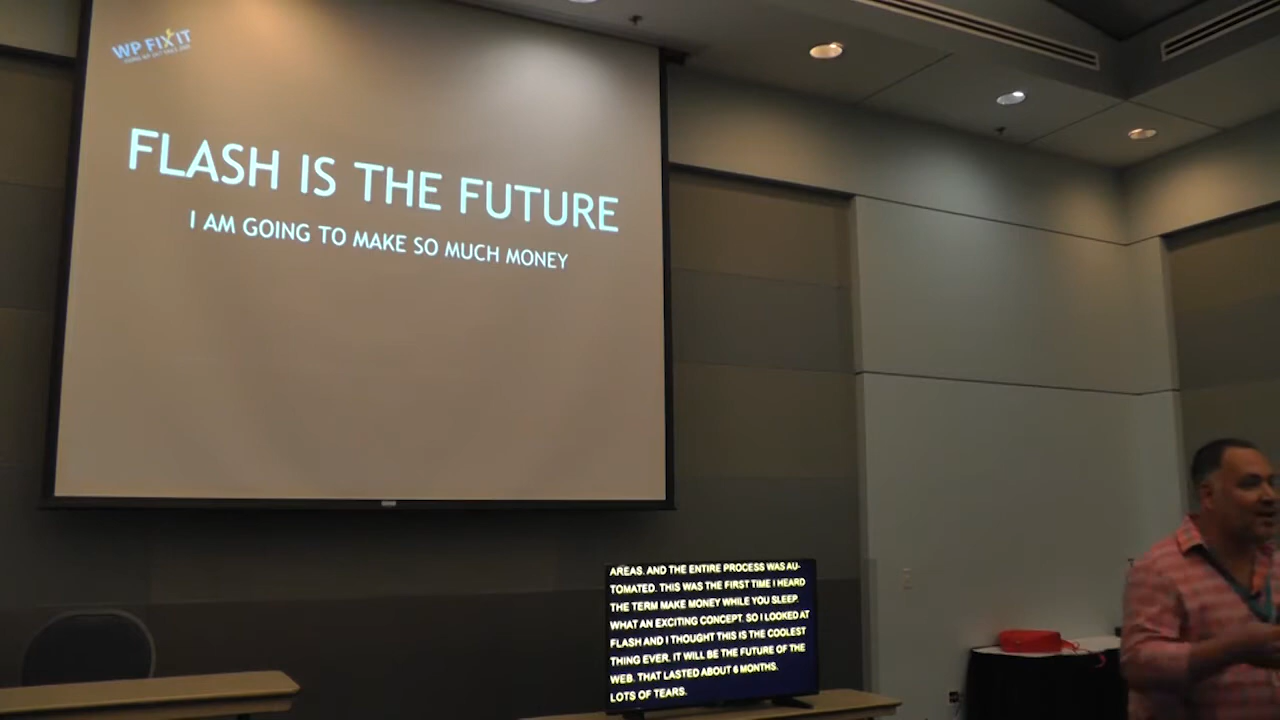 WP FIX IT
FLASH IS THE FUTURE
I AM GOING TO MAKE SO MUCH MONEY
AREAS. AND THE ENTIRE PROCESS WAS AU-
TOMATED. THIS WAS THE FIRST TIME I HEARD
THE TERM MAKE MONEY WHILE YOU SLEEP.
WHAT AN EXCITING CONCEPT. SO I LOOKED AT
FLASH AND I THOUGHT THIS IS THE COOLEST
THING EVER. IT WILL BE THE FUTURE OF THE
WEB. THAT LASTED ABOUT 6 MONTHS.
LOTS OF TEARS.